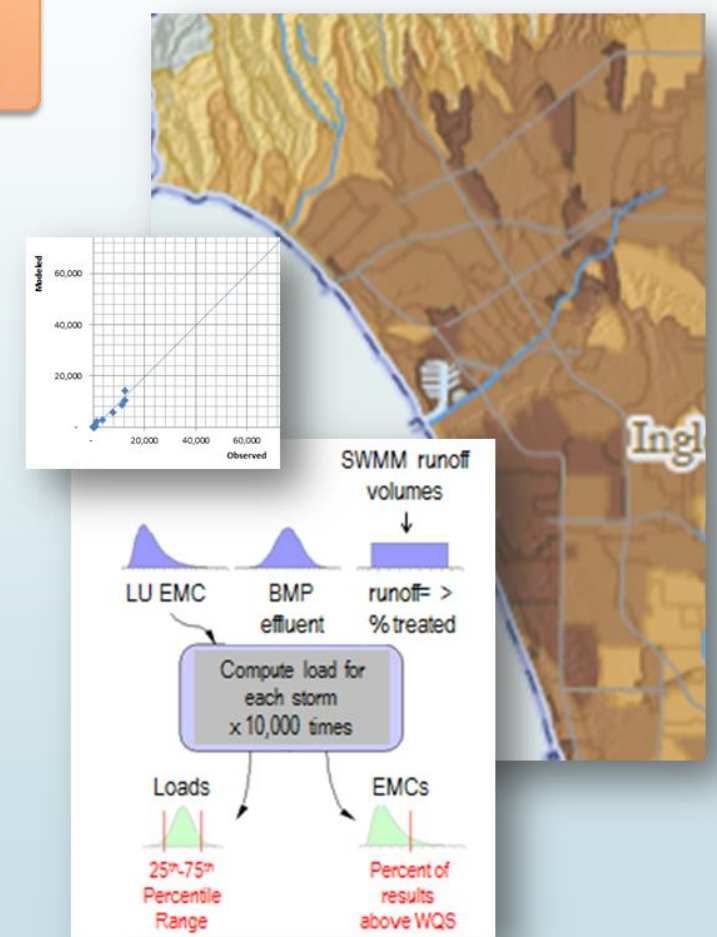 Modeled
60,000
40,000
20,000
-
- 20,000 40,000 60,000
Observed
Ingl
SWMM runoff
volumes
LU EMC
BMP
effluent
runoff= >
% treated
Compute load for
each storm
x 10,000 times
Loads
EMCs
25th-75th
Percentile
Range
Percent of
results
above WQS